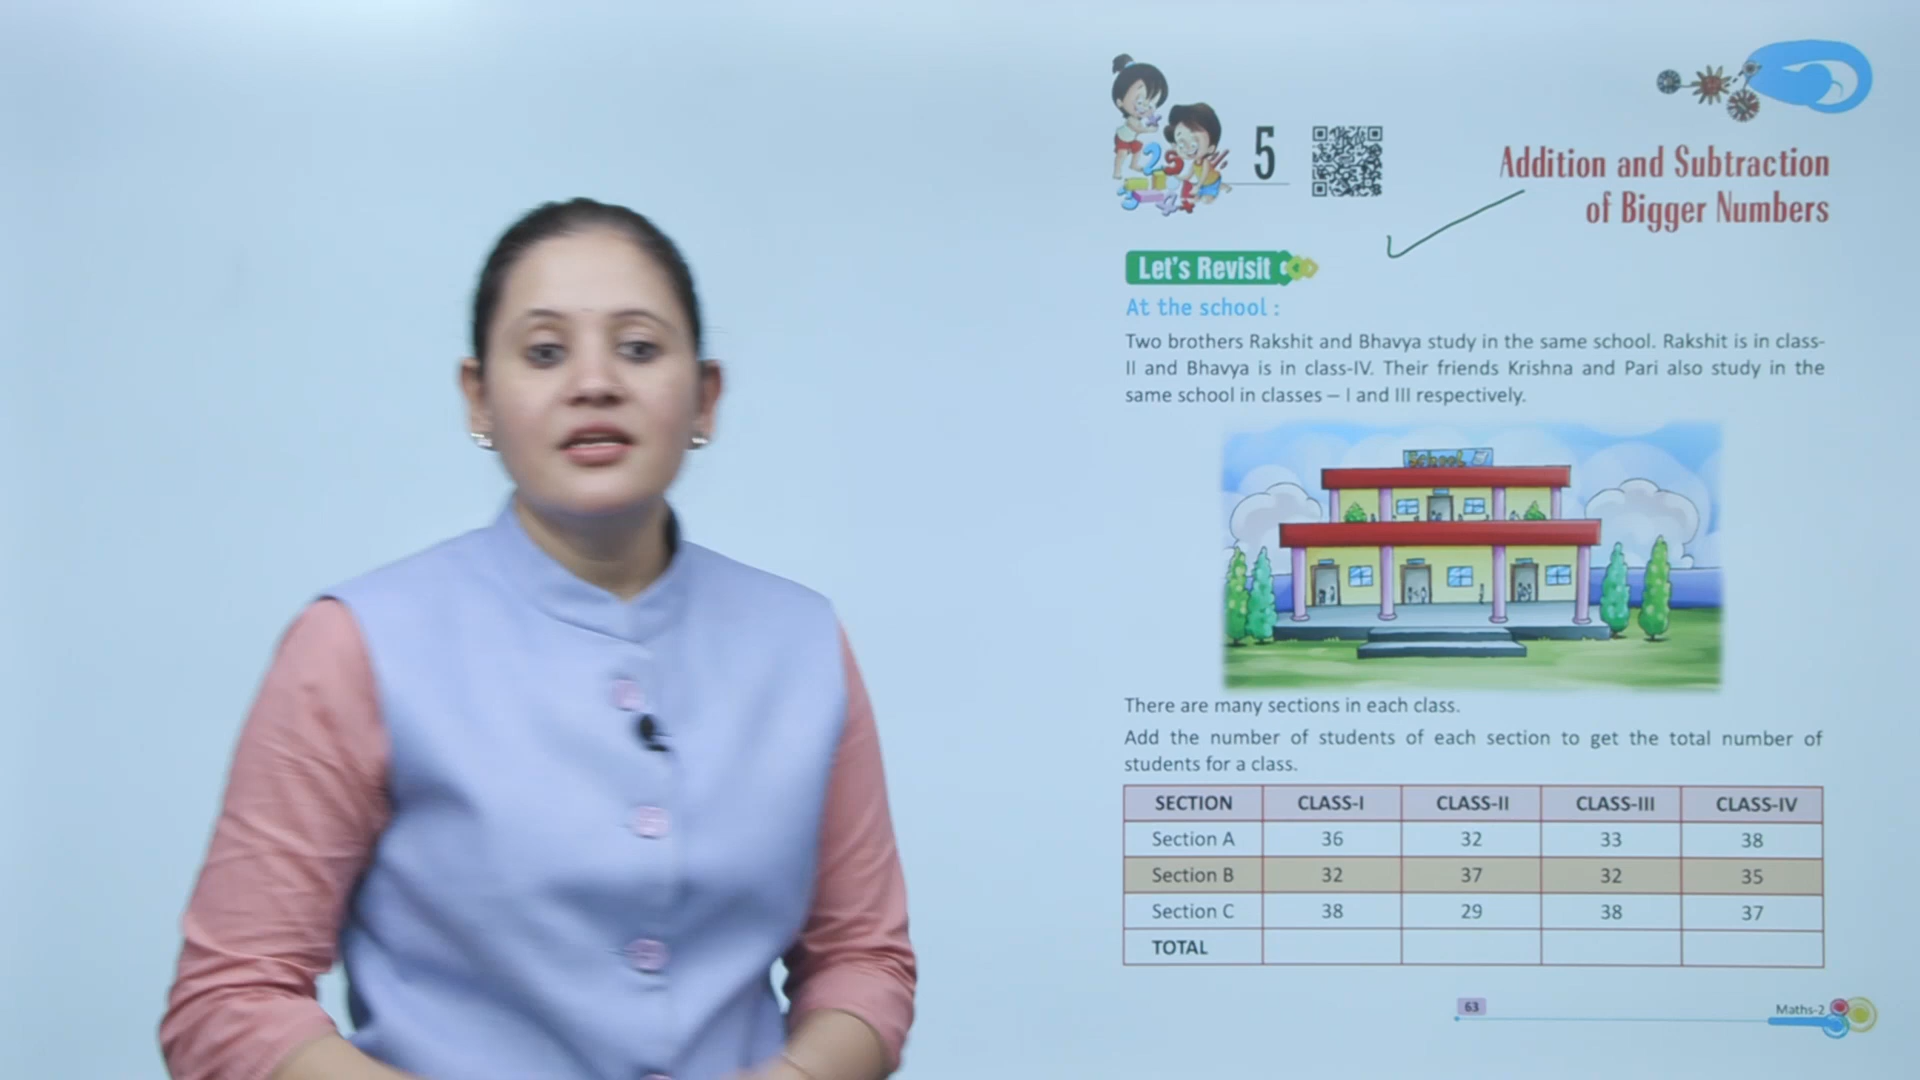 5
Addition and Subtraction
of Bigger Numbers
Let's Revisit
At the school :
Two brothers Rakshit and Bhavya study in the same school. Rakshit is in class-
II and Bhavya is in class-IV. Their friends Krishna and Pari also study in the
same school in classes – I and III respectively.
School
There are many sections in each class.
Add the number of students of each section to get the total number of
students for a class.
SECTION CLASS-I CLASS-II CLASS-III CLASS-IV
Section A 36 32 33 38
Section B 32 37 32 35
Section C 38 29 38 37
TOTAL
63
Maths-2